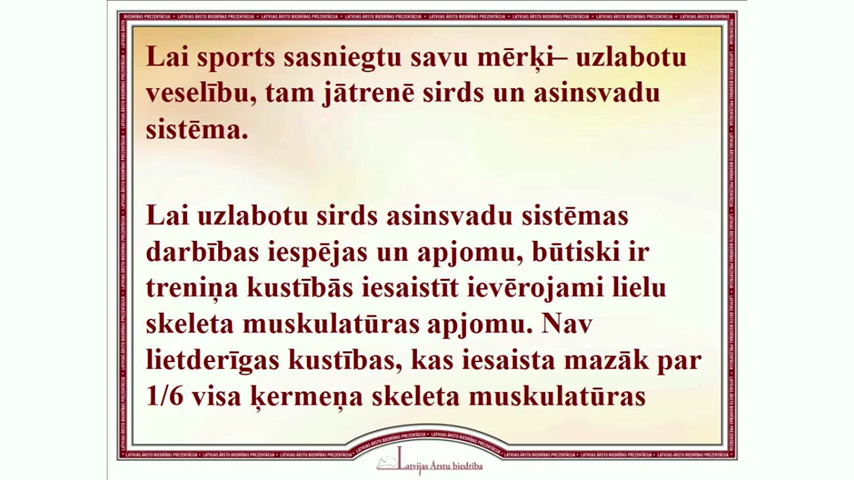 Lai sports sasniegtu savu mērķi– uzlabotu
veselību, tam jātrenē sirds un asinsvadu
sistēma.
Lai uzlabotu sirds asinsvadu sistēmas
darbības iespējas un apjomu, būtiski ir
treniņa kustībās iesaistīt ievērojami lielu
skeleta muskulatūras apjomu. Nav
lietderīgas kustības, kas iesaista mazāk par
1/6 visa ķermeņa skeleta muskulatūras
Latvijas Ārstu biedrība